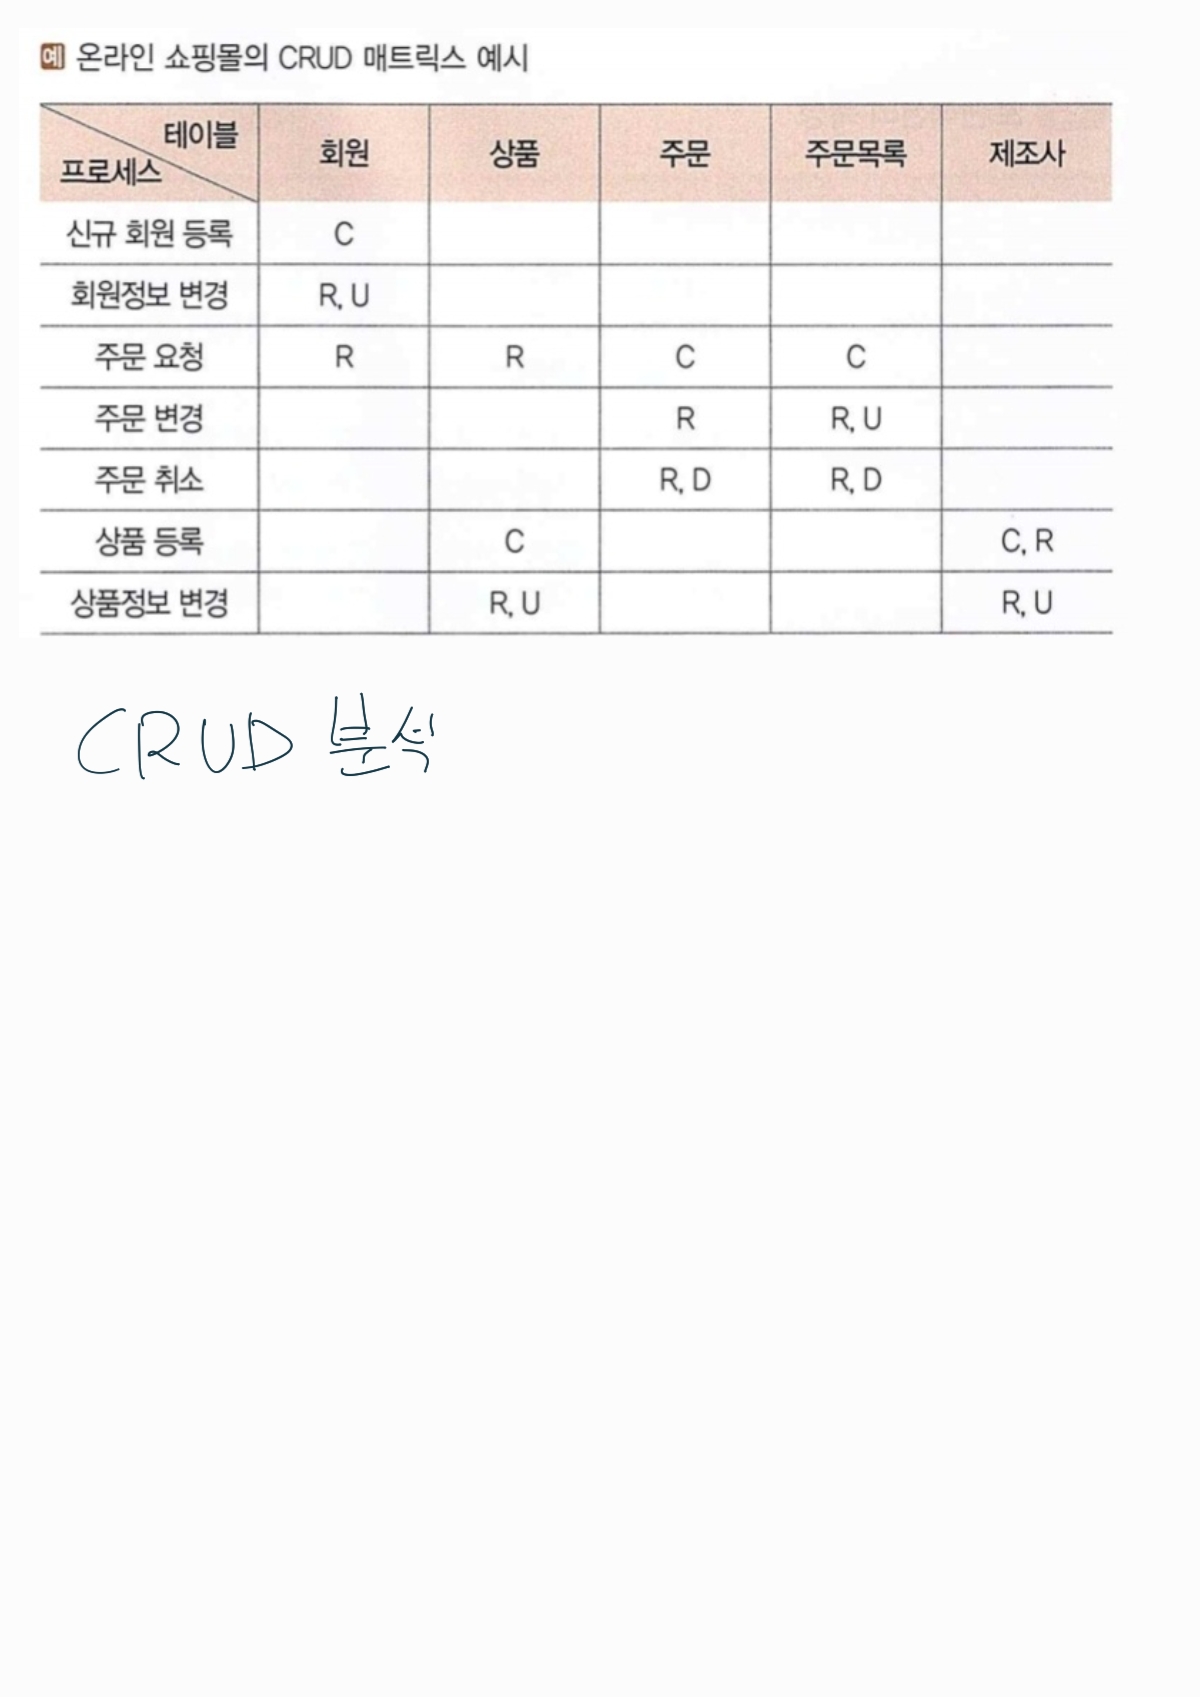 예 온라인 쇼핑몰의 CRUD 매트릭스 예시
테이블 프로세스 회원 상품 주문 주문목록 제조사
신규 회원 등록 C
회원정보 변경 R, U
주문 요청 R R C C
주문 변경 R R, U
주문 취소 R, D R, D
상품 등록 C C, R
상품정보 변경 R, U R, U
CRUD 분석